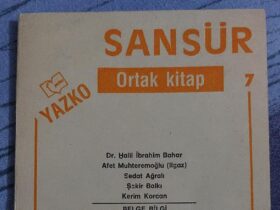 SANSÜR
YAZKO
Ortak kitap 7
Dr. Halil İbrahim Bahar
Afet Muhteremoğlu (Ilgaz)
Sedat Ağralı
Şakir Balkı
Kerim Korcan
BELGE BİLGİ